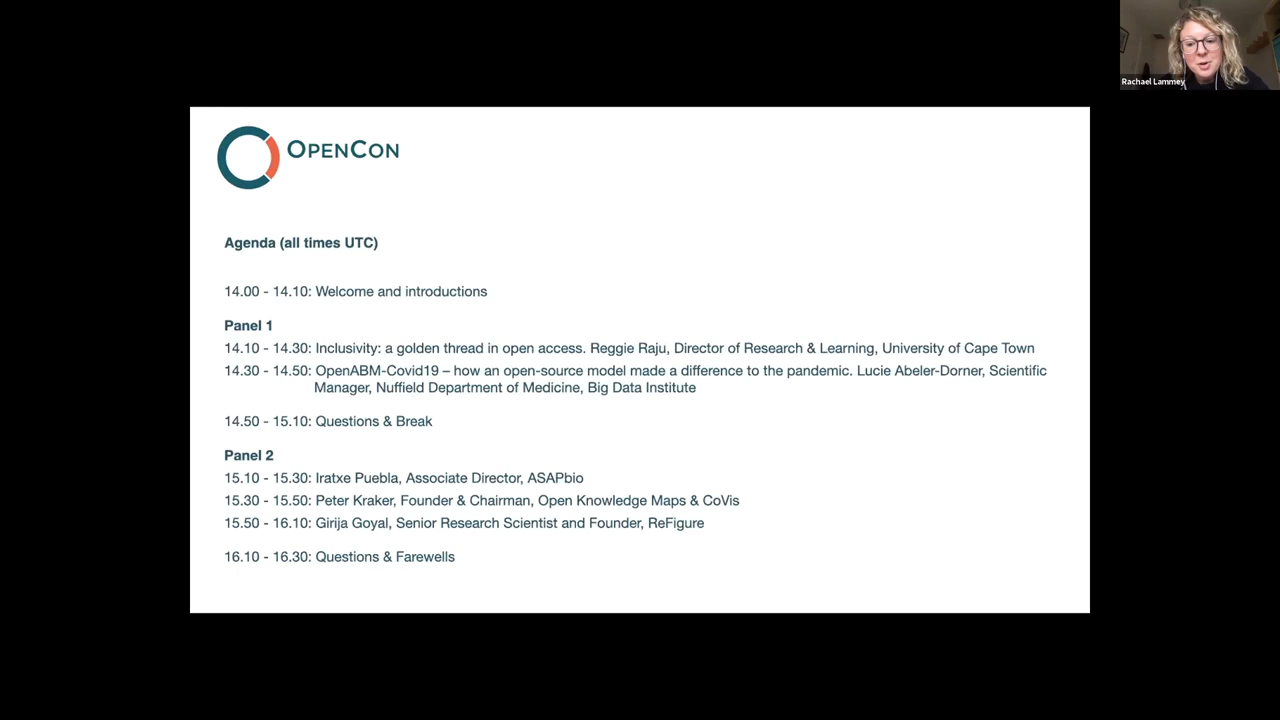 Rachael Lammey
OPENCON
Agenda (all times UTC)
14.00 - 14.10: Welcome and introductions
Panel 1
14.10 - 14.30: Inclusivity: a golden thread in open access. Reggie Raju, Director of Research & Learning, University of Cape Town
14.30 - 14.50: OpenABM-Covid19 – how an open-source model made a difference to the pandemic. Lucie Abeler-Dorner, Scientific
Manager, Nuffield Department of Medicine, Big Data Institute
14.50 - 15.10: Questions & Break
Panel 2
15.10 - 15.30: Iratxe Puebla, Associate Director, ASAPbio
15.30 - 15.50: Peter Kraker, Founder & Chairman, Open Knowledge Maps & CoVis
15.50 - 16.10: Girija Goyal, Senior Research Scientist and Founder, ReFigure
16.10 - 16.30: Questions & Farewells